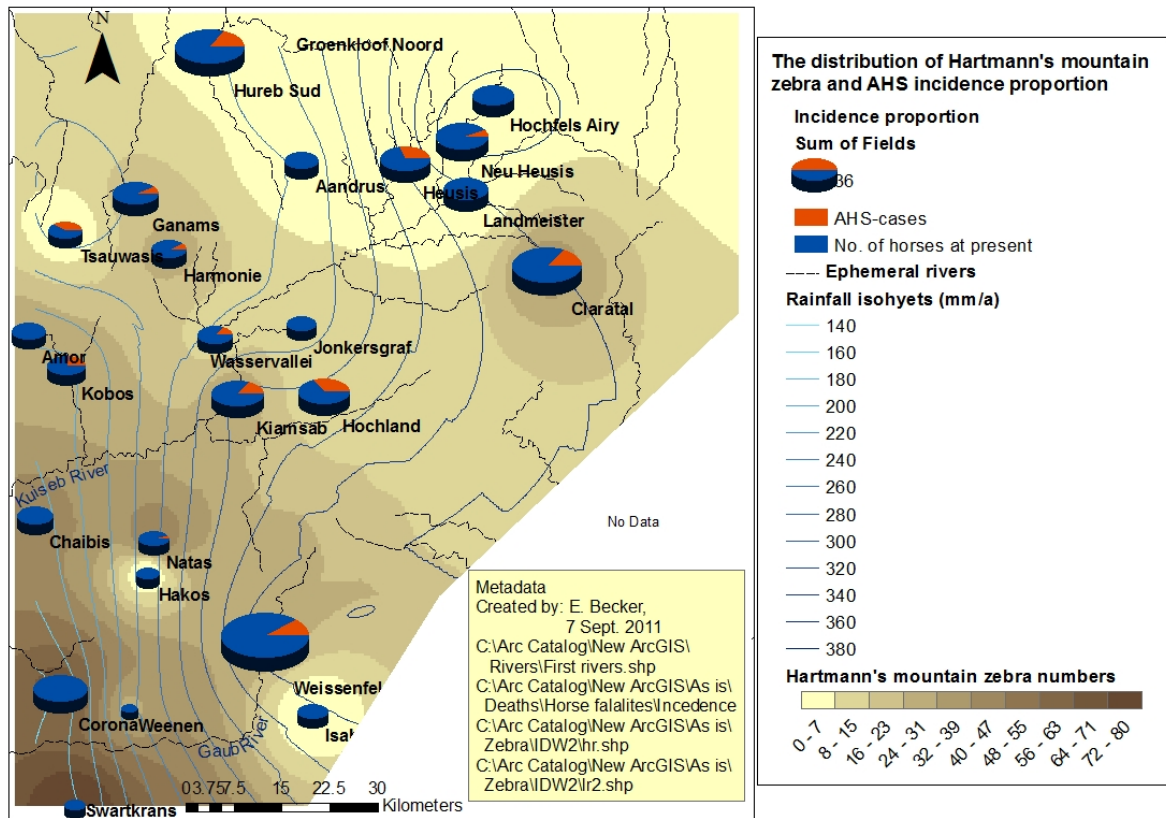 N
Groenkloof Noord
Hureb Sud
Hochfels Airy
Neu Heusis
Aandrus
Heusis
Landmeister
Ganams
Tsauwasis
Harmonie
Claratal
Amor
Wasservallei
Jonkersgraf
Kobos
Kiamsab
Hochland
Kuiseb River
Chaibis
Natas
Hakos
No Data
Weissenfel
CoronaWeenen
Isab
Gaub River
Swartkrans
0 3.75 7.5 15 22.5 30
Kilometers
Metadata
Created by: E. Becker,
7 Sept. 2011
C:\Arc Catalog\New ArcGIS\
Rivers\First rivers.shp
C:\Arc Catalog\New ArcGIS\As is\
Deaths\Horse falalites\Incedence
C:\Arc Catalog\New ArcGIS\As is\
Zebra\IDW2\hr.shp
C:\Arc Catalog\New ArcGIS\As is\
Zebra\IDW2\lr2.shp
The distribution of Hartmann's mountain
zebra and AHS incidence proportion
Incidence proportion
Sum of Fields
36
AHS-cases
No. of horses at present
Ephemeral rivers
Rainfall isohyets (mm/a)
140
160
180
200
220
240
260
280
300
320
340
360
380
Hartmann's mountain zebra numbers
0 - 7
8 - 15
16 - 23
24 - 31
32 - 39
40 - 47
48 - 55
56 - 63
64 - 71
72 - 80